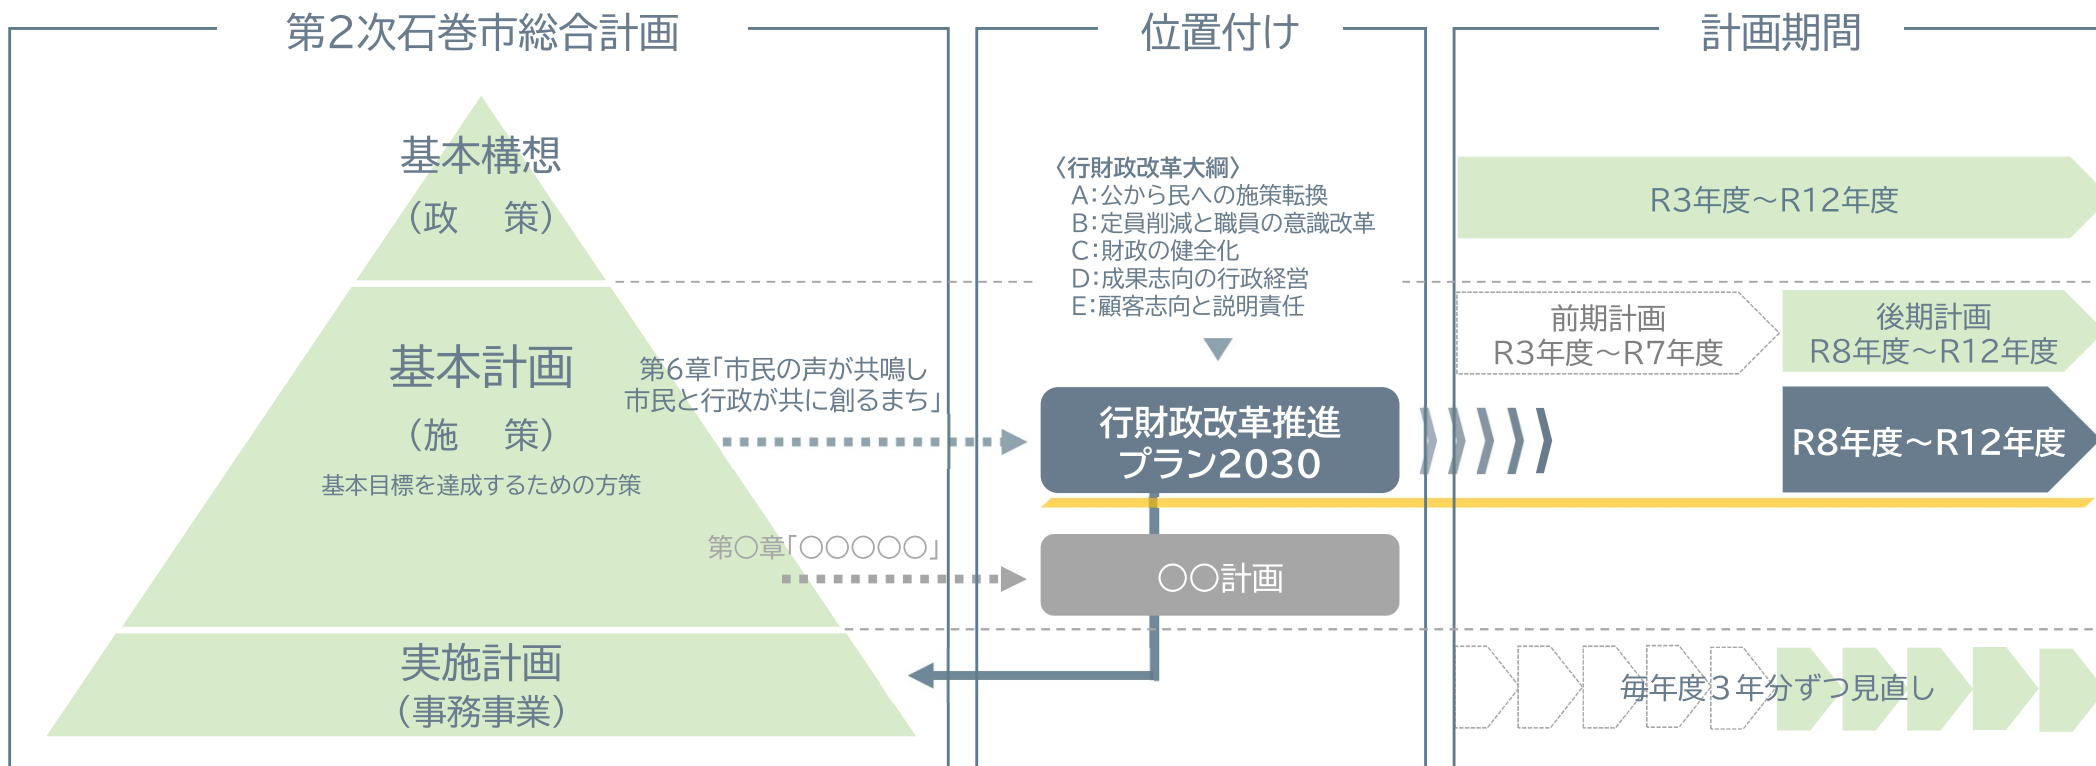 第2次石巻市総合計画
位置付け
計画期間
基本構想
（政　策）
基本計画
（施　策）
基本目標を達成するための方策
実施計画
（事務事業）
第6章「市民の声が共鳴し
市民と行政が共に創るまち」
第〇章「〇〇〇〇〇」
〈行財政改革大綱〉
A：公から民への施策転換
B：定員削減と職員の意識改革
C：財政の健全化
D：成果志向の行政経営
E：顧客志向と説明責任
行財政改革推進
プラン2030
〇〇計画
R3年度～R12年度
前期計画
R3年度～R7年度
後期計画
R8年度～R12年度
R8年度～R12年度
毎年度３年分ずつ見直し